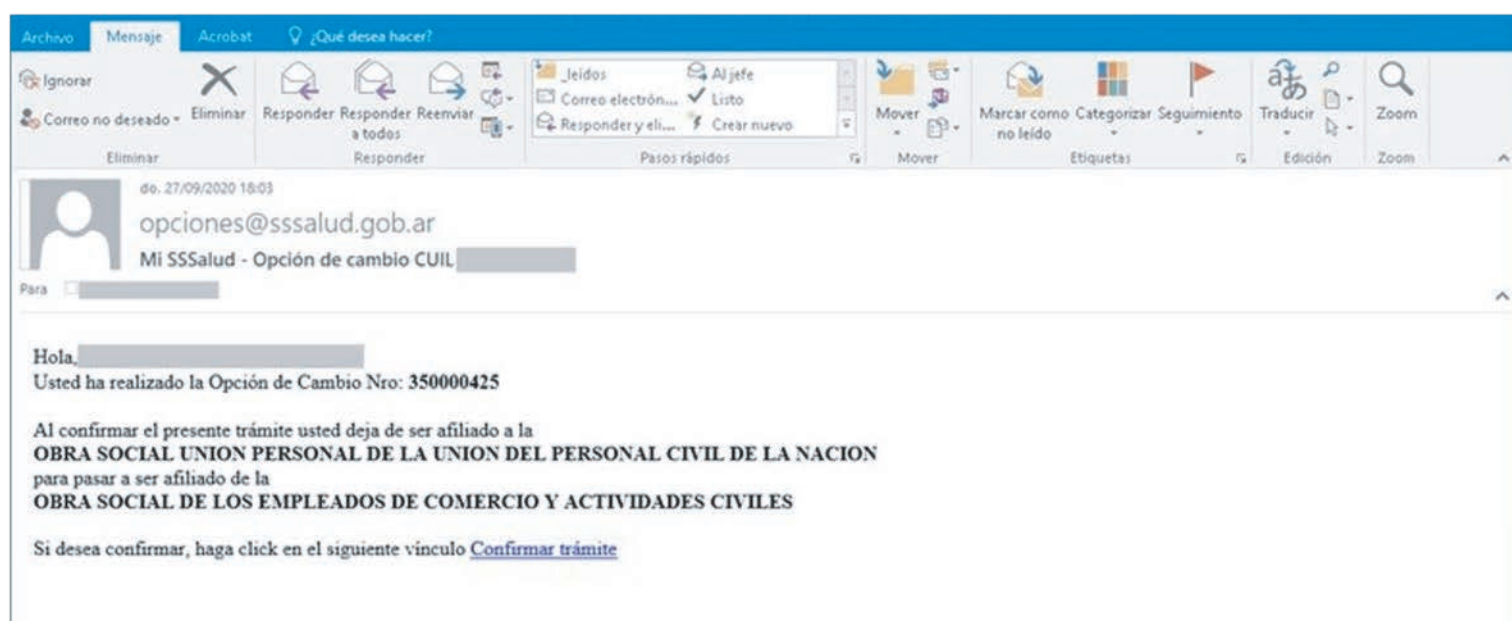 Archivo Mensaje Acrobat ¿Qué desea hacer?
Ignorar
Correo no deseado
Eliminar
Eliminar
Responder
Responder a todos
Reenviar
Responder
_leídos
Correo electrón...
Responder y eli...
Al jefe
Listo
Crear nuevo
Pasos rápidos
Mover
Mover
Marcar como no leído
Categorizar
Seguimiento
Etiquetas
Traducir
Edición
Zoom
Zoom
do. 27/09/2020 18:03
opciones@sssalud.gob.ar
Mi SSSalud - Opción de cambio CUIL
Para
Hola,
Usted ha realizado la Opción de Cambio Nro: 350000425
Al confirmar el presente trámite usted deja de ser afiliado a la
OBRA SOCIAL UNION PERSONAL DE LA UNION DEL PERSONAL CIVIL DE LA NACION
para pasar a ser afiliado de la
OBRA SOCIAL DE LOS EMPLEADOS DE COMERCIO Y ACTIVIDADES CIVILES
Si desea confirmar, haga click en el siguiente vínculo Confirmar trámite